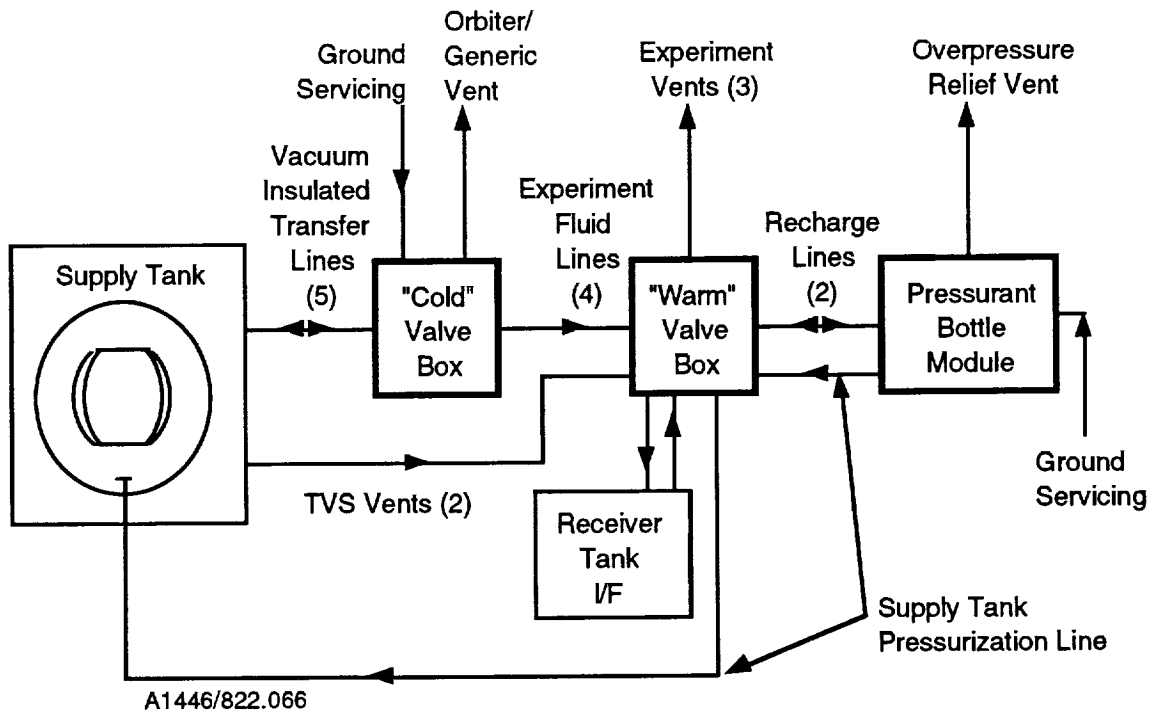 Ground
Servicing
Orbiter/
Generic
Vent
Experiment
Vents (3)
Overpressure
Relief Vent
Vacuum
Insulated
Transfer
Lines
(5)
Experiment
Fluid
Lines
(4)
Recharge
Lines
(2)
Supply Tank
"Cold"
Valve
Box
"Warm"
Valve
Box
Pressurant
Bottle
Module
TVS Vents (2)
Receiver
Tank
I/F
Ground
Servicing
Supply Tank
Pressurization Line
A1446/822.066